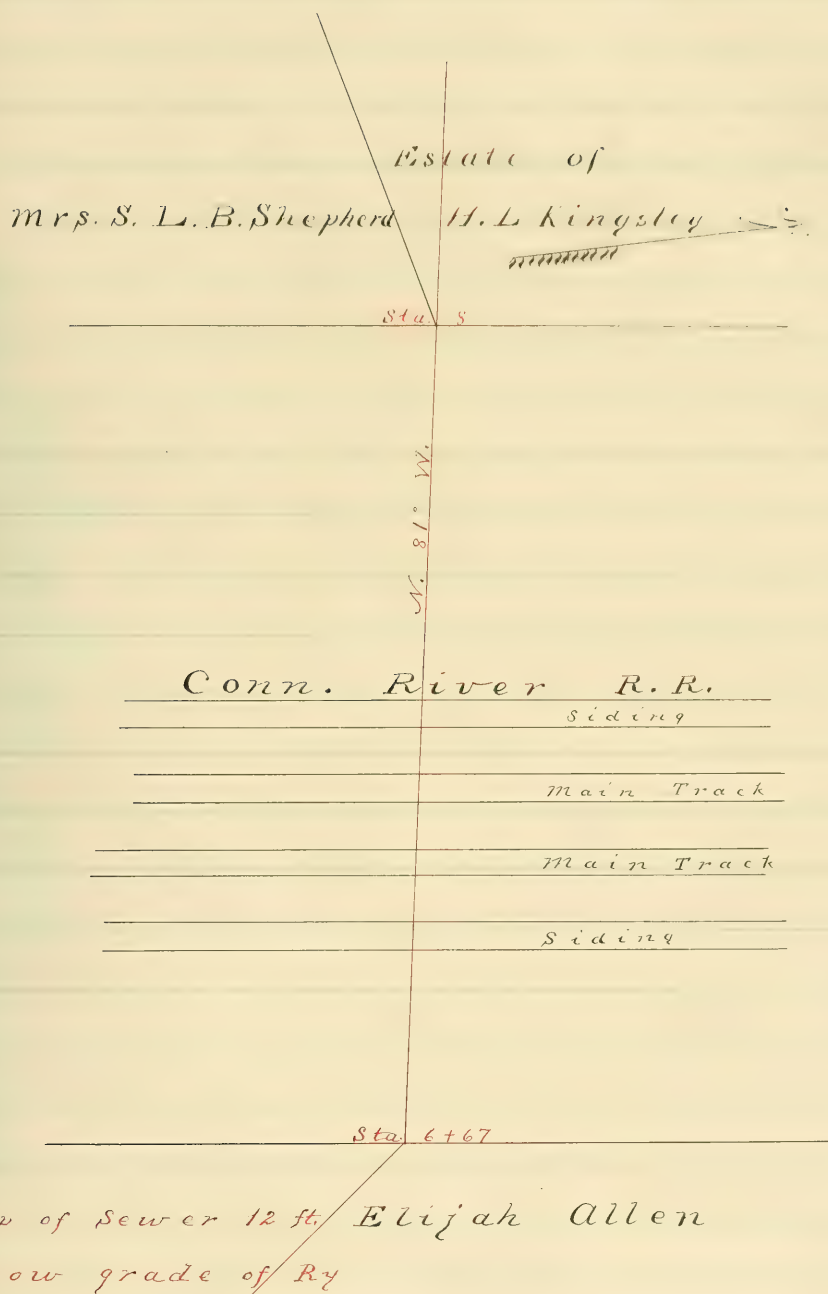 Estate of
Mrs. S. L. B. Shepherd H. L Kingsley
Sta. 8
N. 81° W.
Conn. River R.R.
Siding
Main Track
Main Track
Siding
Sta. 6+67
of Sewer 12 ft. Elijah Allen
ow grade of Ry